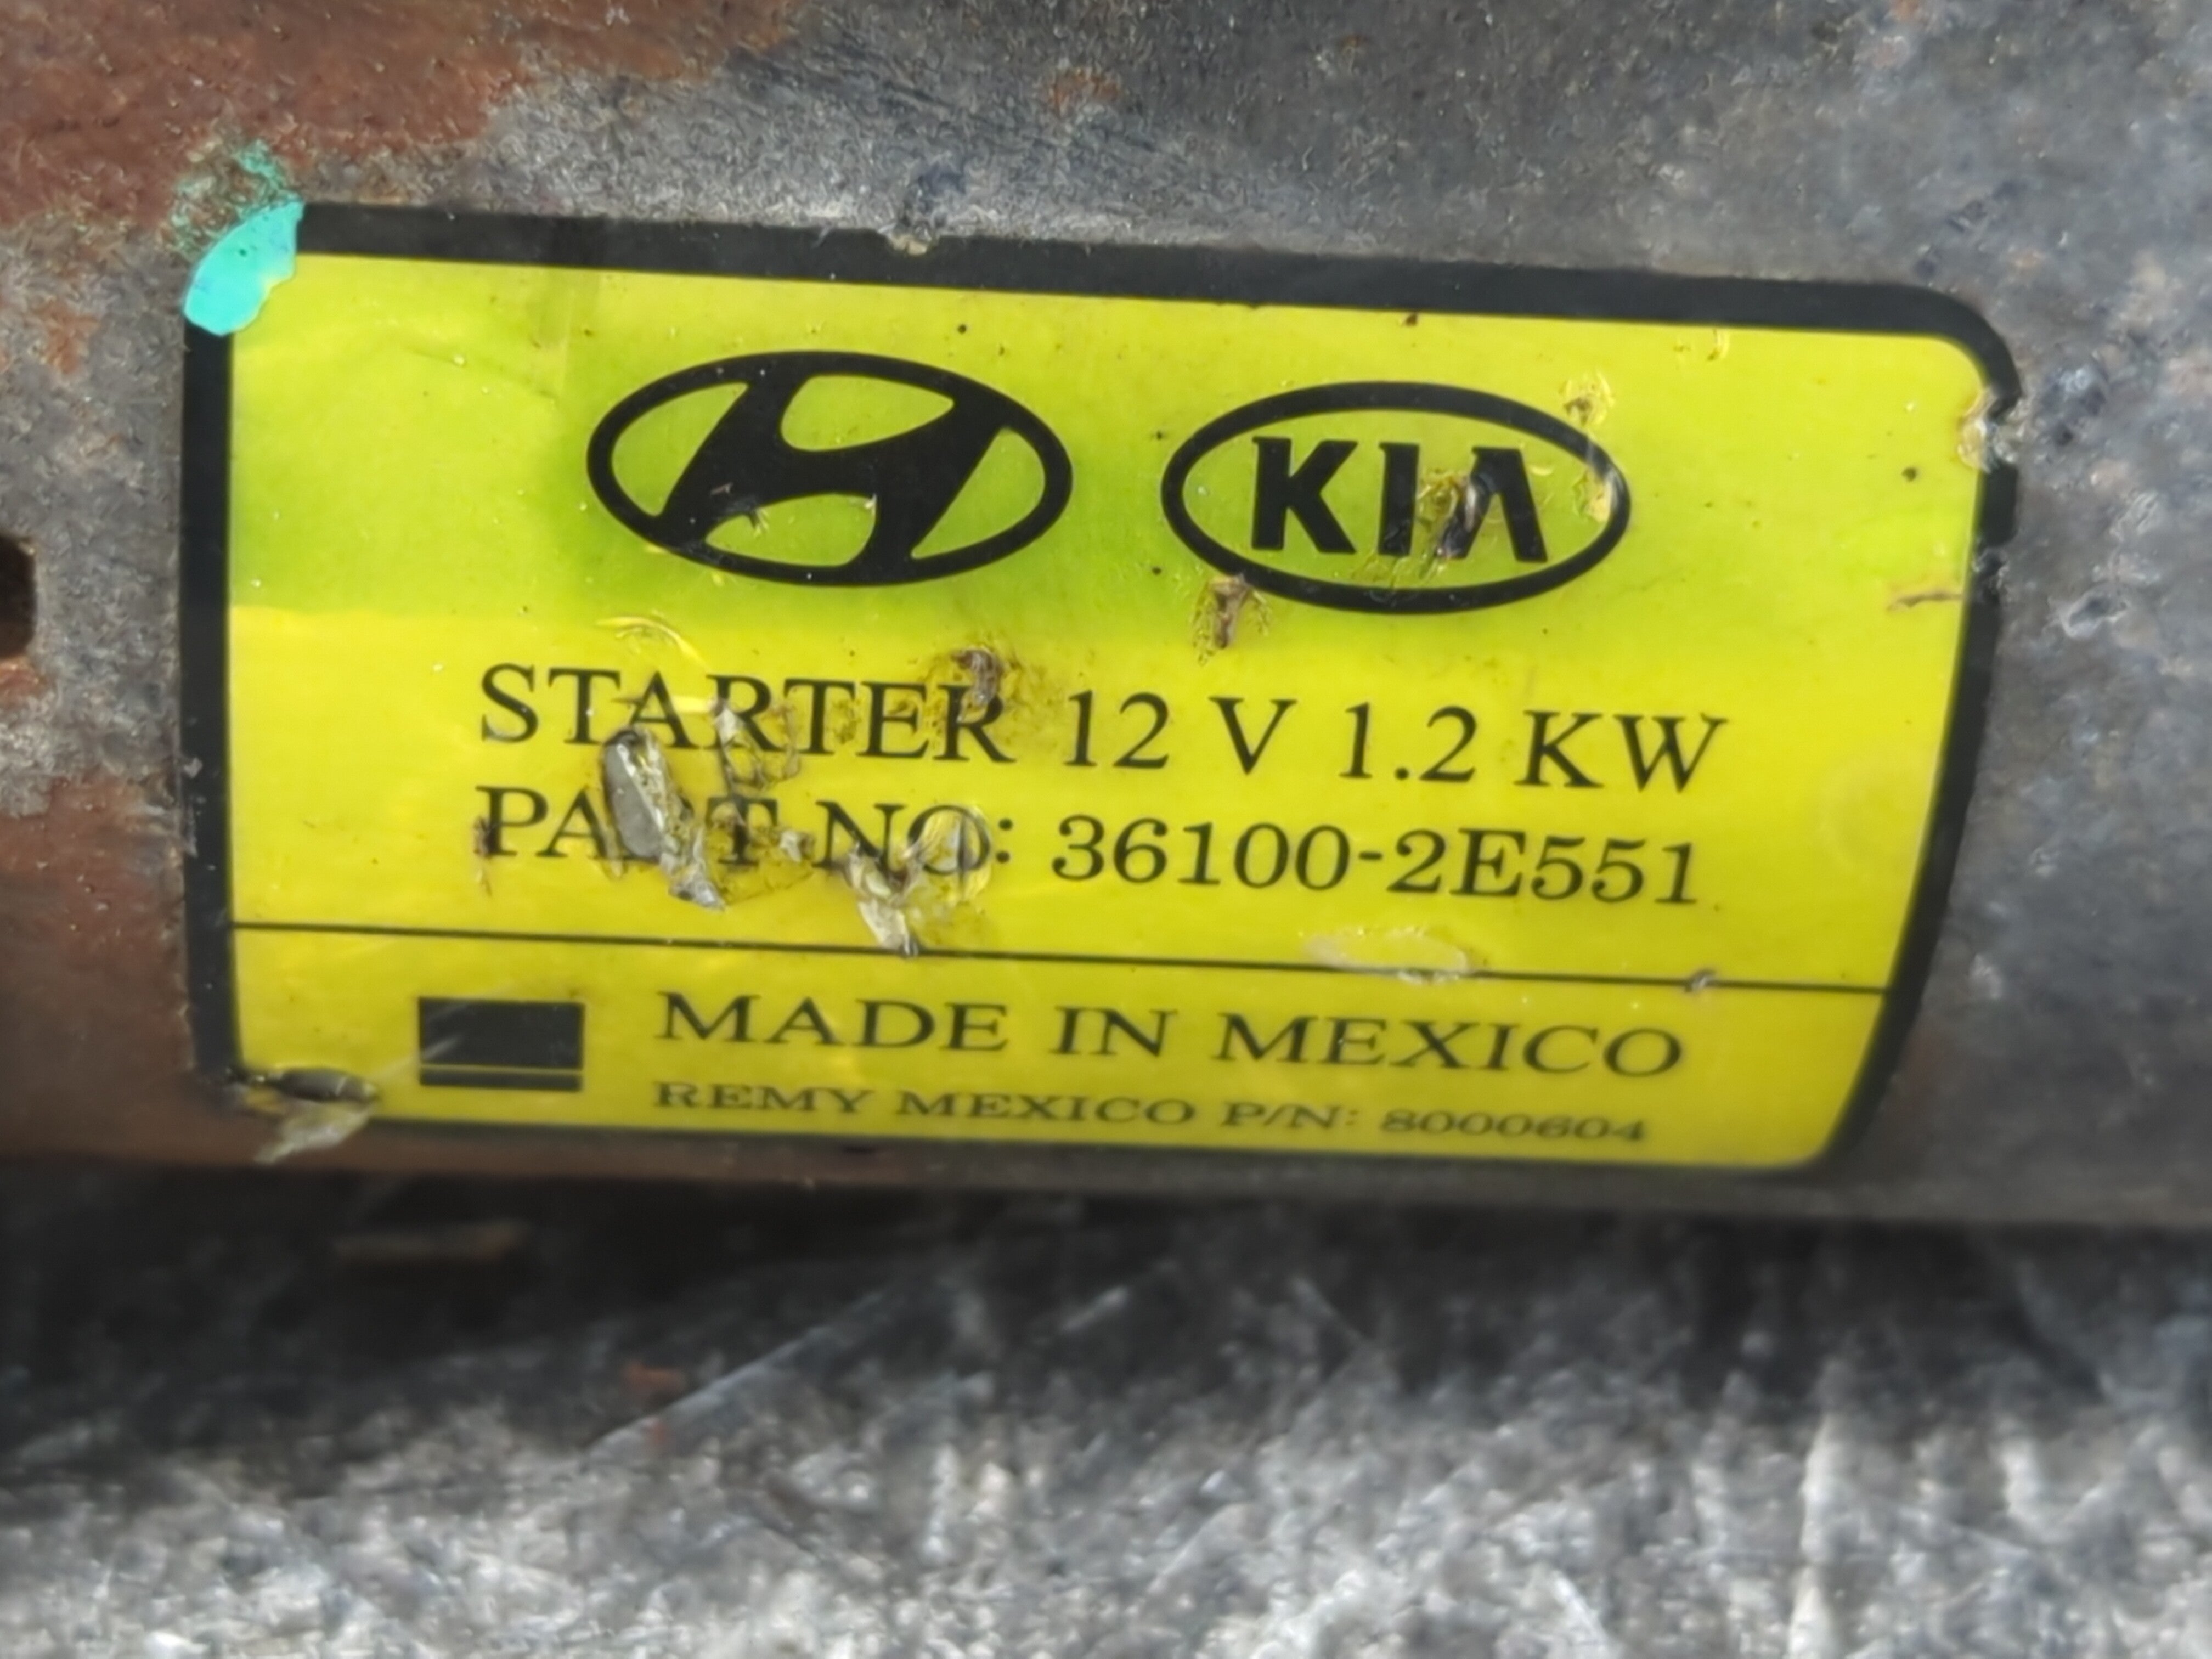 KIA
STARTER 12 V 1.2 KW
PART NO: 36100-2E551
MADE IN MEXICO
REMY MEXICO P/N: 8000604